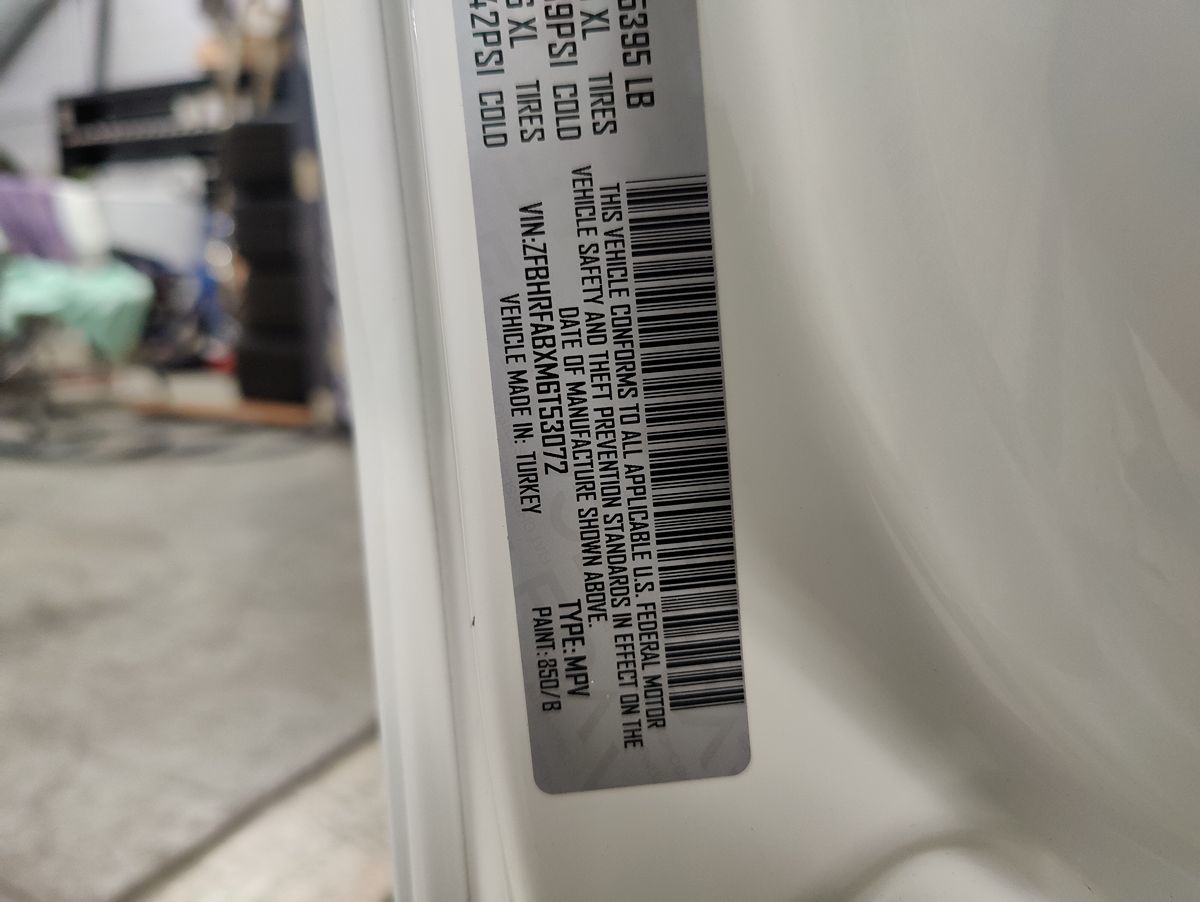 6395 LB
XL TIRES
9PSI COLD
XL TIRES
42PSI COLD
THIS VEHICLE CONFORMS TO ALL APPLICABLE U.S. FEDERAL MOTOR
VEHICLE SAFETY AND THEFT PREVENTION STANDARDS IN EFFECT ON THE
DATE OF MANUFACTURE SHOWN ABOVE.
VIN:ZFBHRFABXM6T53072 TYPE: MPV
VEHICLE MADE IN: TURKEY PAINT: 850/B